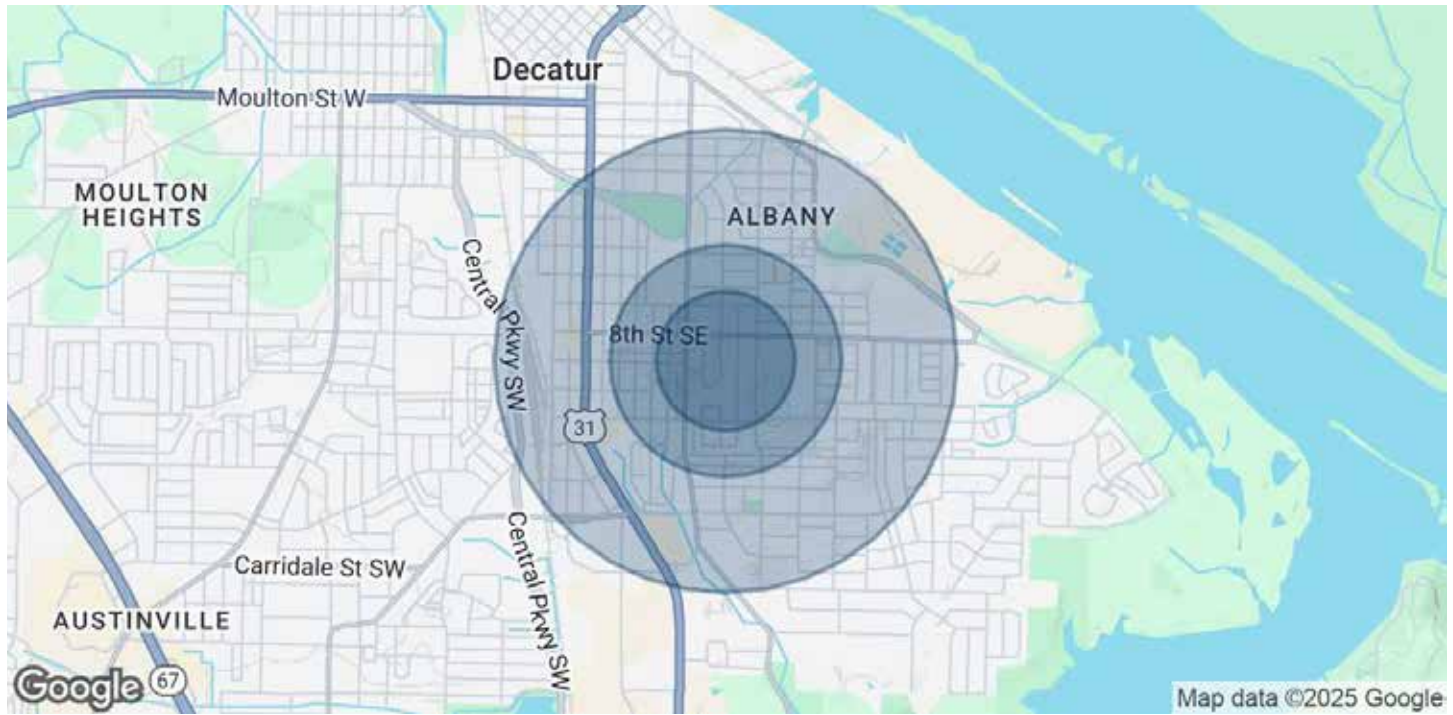 Decatur
Moulton St W
MOULTON
HEIGHTS
ALBANY
Central Pkwy SW
8th St SE
31
Carridale St SW
Central Pkwy SW
AUSTINVILLE
67
Google
Map data ©2025 Google